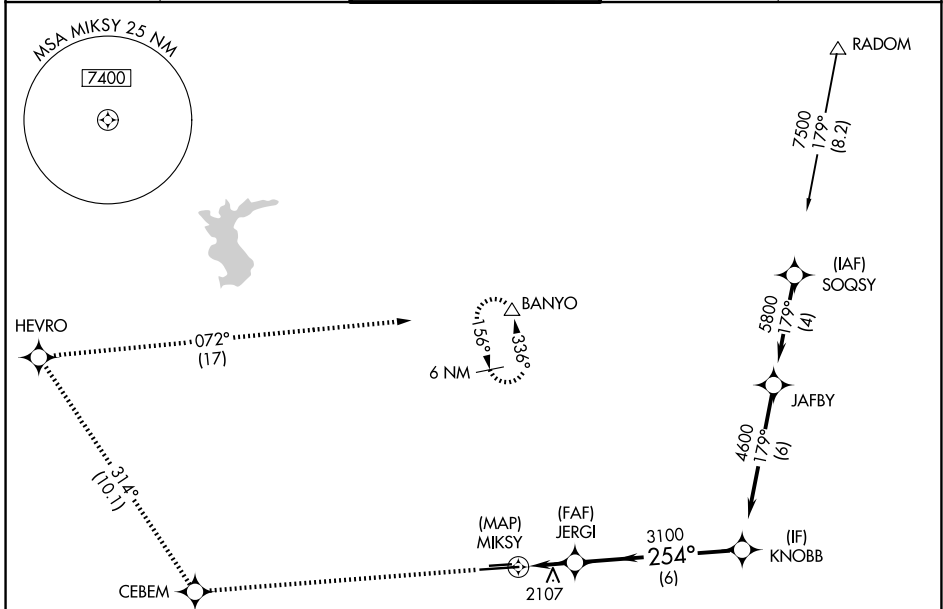 MSA MIKSY 25 NM
7400
RADOM
7500
179°
(8.2)
(IAF)
SOQSY
5800
179°
(4)
JAFBY
4600
179°
(6)
HEVRO
072°
(17)
BANYO
156°
336°
6 NM
314°
(10.1)
(MAP)
MIKSY
(FAF)
JERGI
3100
254°
(6)
(IF)
KNOBB
2107
CEBEM